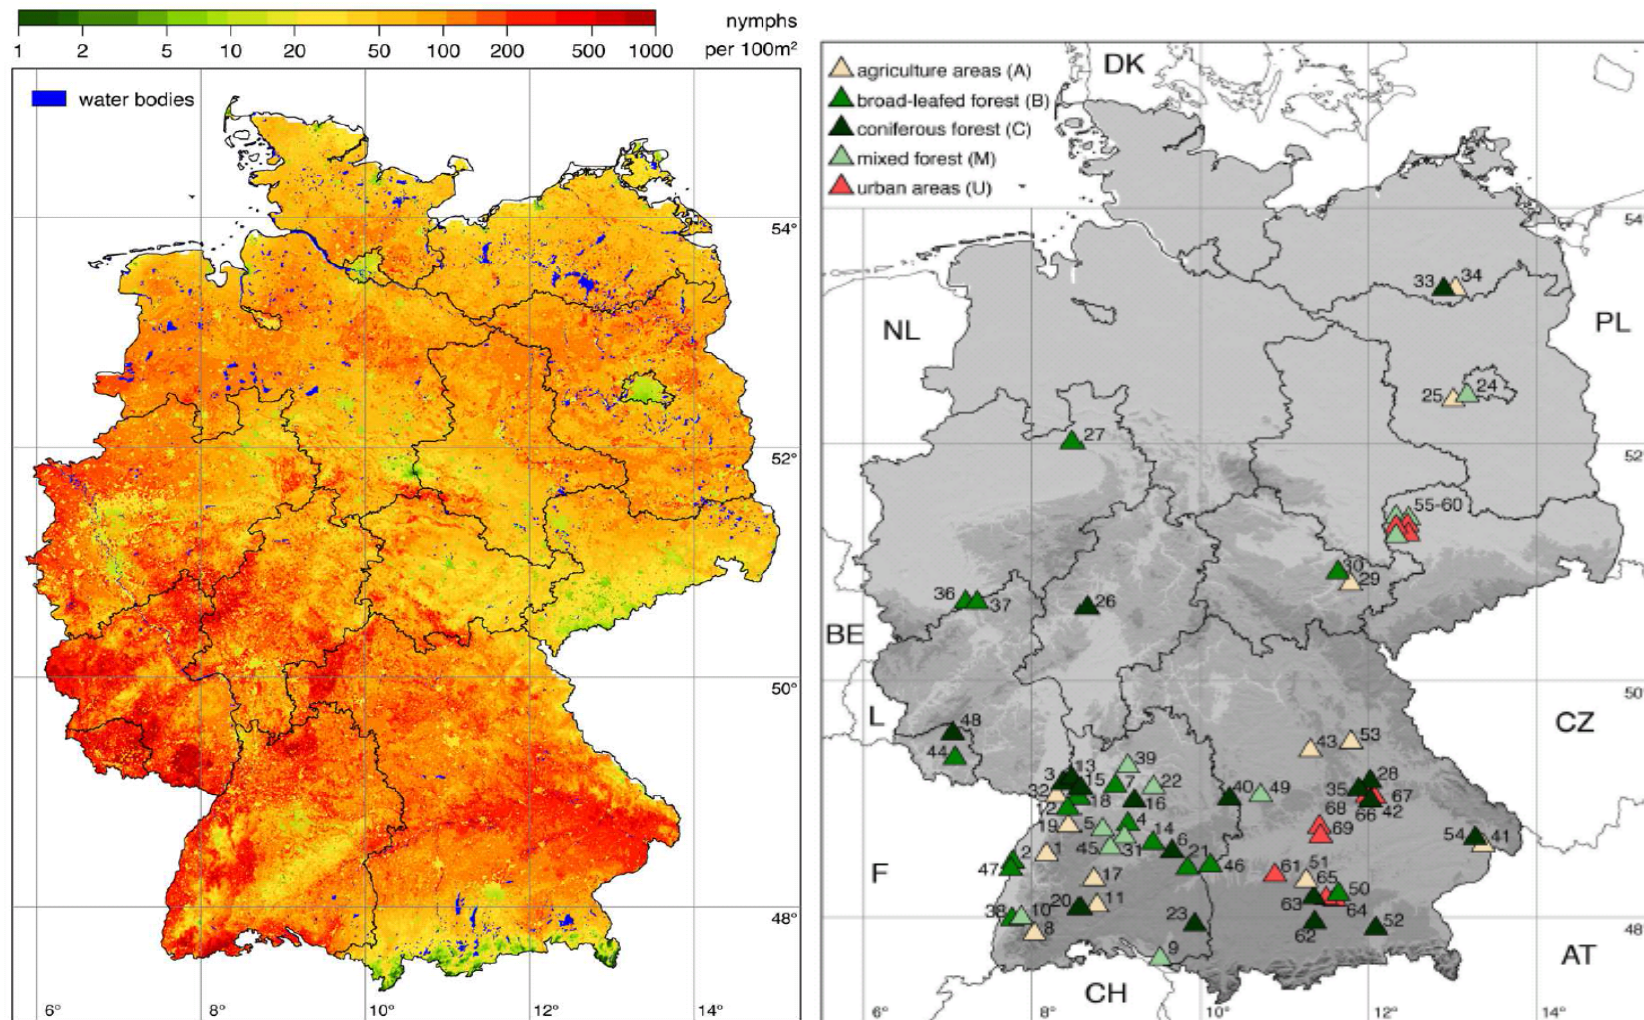 nymphs
1 2 5 10 20 50 100 200 500 1000 per 100m²
water bodies
54°
52°
50°
48°
6° 8° 10° 12° 14°
agriculture areas (A)
broad-leafed forest (B)
coniferous forest (C)
mixed forest (M)
urban areas (U)
DK
54°
33 34
NL
PL
25 24
27
52°
55-60
30
29
36 37
26
BE
50°
L
48
44
CZ
43 53
39
3 13
32 15 7 22
12 18 16
40 49
28
35
67
68 66 42
19 5 4
14
45 31 6
69
54 41
2 1
47
21 46
F
61 51
17
65
50
20 11
63 64
38 10
8
23
62 52
48°
9
AT
CH
6° 8° 10° 12° 14°